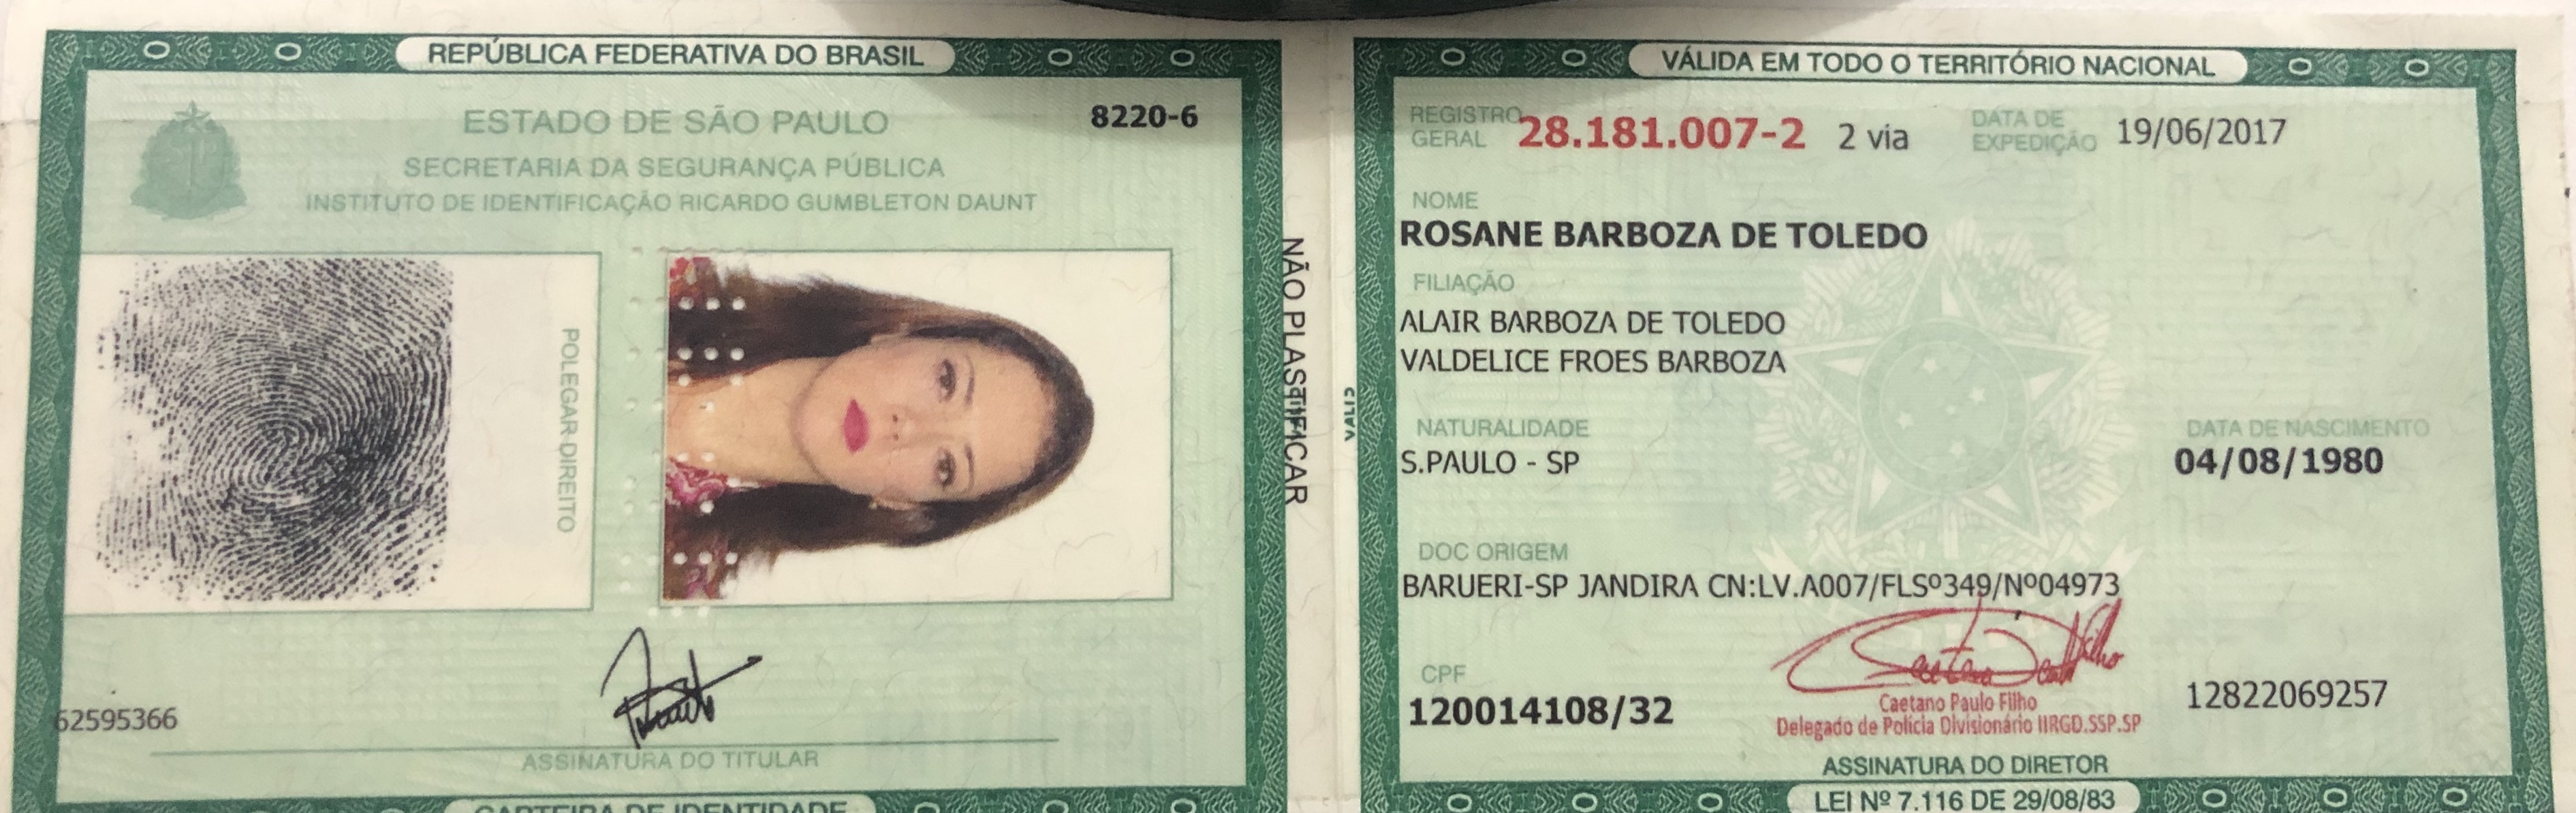 REPÚBLICA FEDERATIVA DO BRASIL
ESTADO DE SÃO PAULO
8220-6
SECRETARIA DA SEGURANÇA PÚBLICA
INSTITUTO DE IDENTIFICAÇÃO RICARDO GUMBLETON DAUNT
POLEGAR DIREITO
62595366
ASSINATURA DO TITULAR
CARTEIRA DE IDENTIDADE
NÃO PLASTIFICAR
VÁLIDA EM TODO O TERRITÓRIO NACIONAL
REGISTRO GERAL 28.181.007-2 2 via DATA DE EXPEDIÇÃO 19/06/2017
NOME
ROSANE BARBOZA DE TOLEDO
FILIAÇÃO
ALAIR BARBOZA DE TOLEDO
VALDELICE FROES BARBOZA
NATURALIDADE DATA DE NASCIMENTO
S.PAULO - SP 04/08/1980
DOC ORIGEM
BARUERI-SP JANDIRA CN:LV.A007/FLSº349/Nº04973
CPF
120014108/32
Caetano Paulo Filho
Delegado de Polícia Divisionário IIRGD.SSP.SP
12822069257
ASSINATURA DO DIRETOR
LEI Nº 7.116 DE 29/08/83